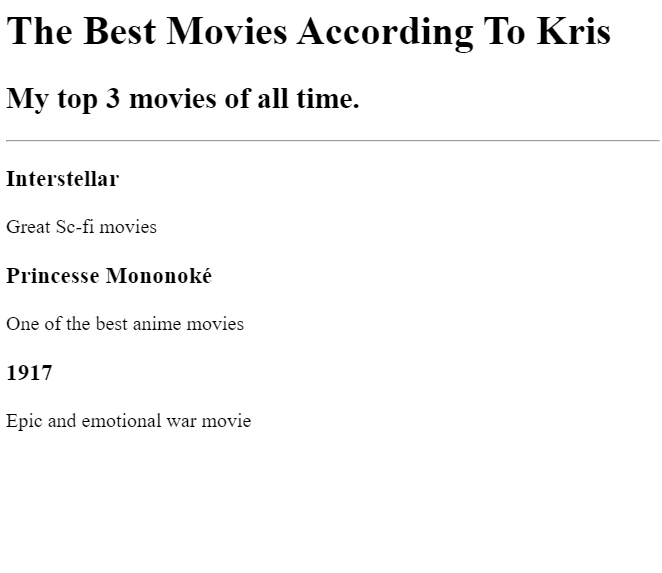 The Best Movies According To Kris
My top 3 movies of all time.
Interstellar
Great Sc-fi movies
Princesse Mononoké
One of the best anime movies
1917
Epic and emotional war movie